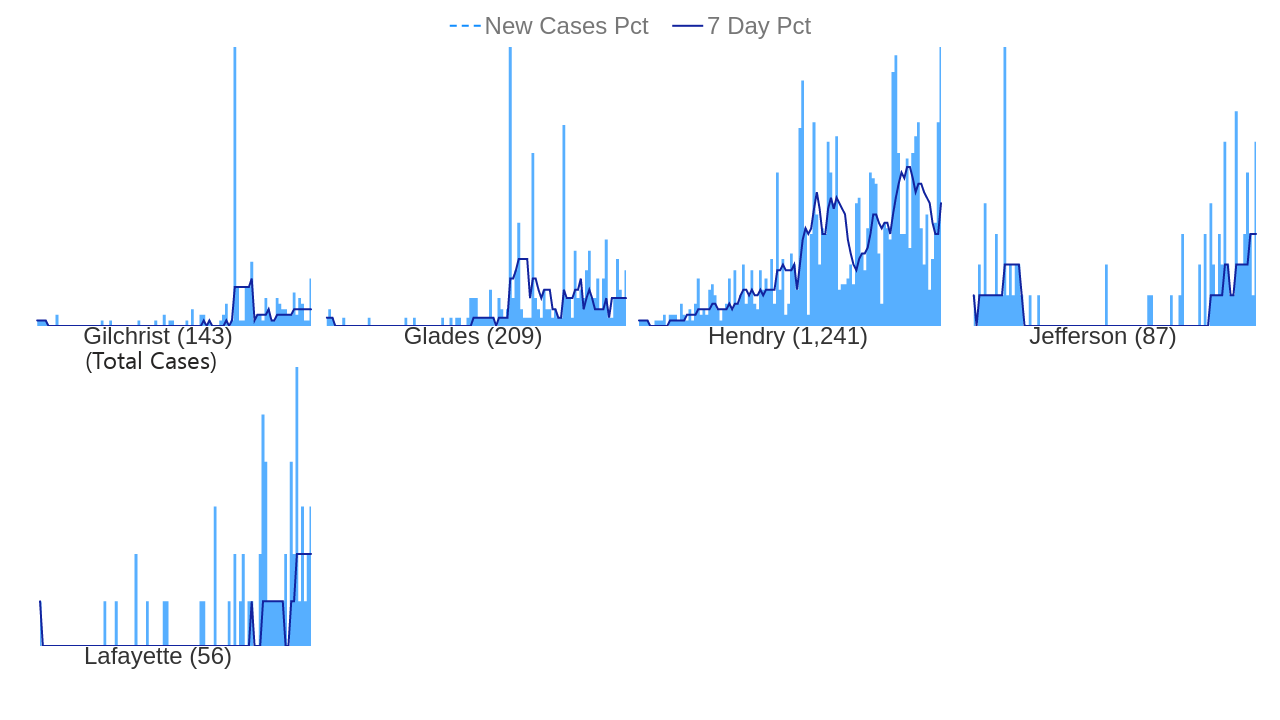 New Cases Pct 7 Day Pct
Gilchrist (143) Glades (209) Hendry (1,241) Jefferson (87)
(Total Cases)
Lafayette (56)